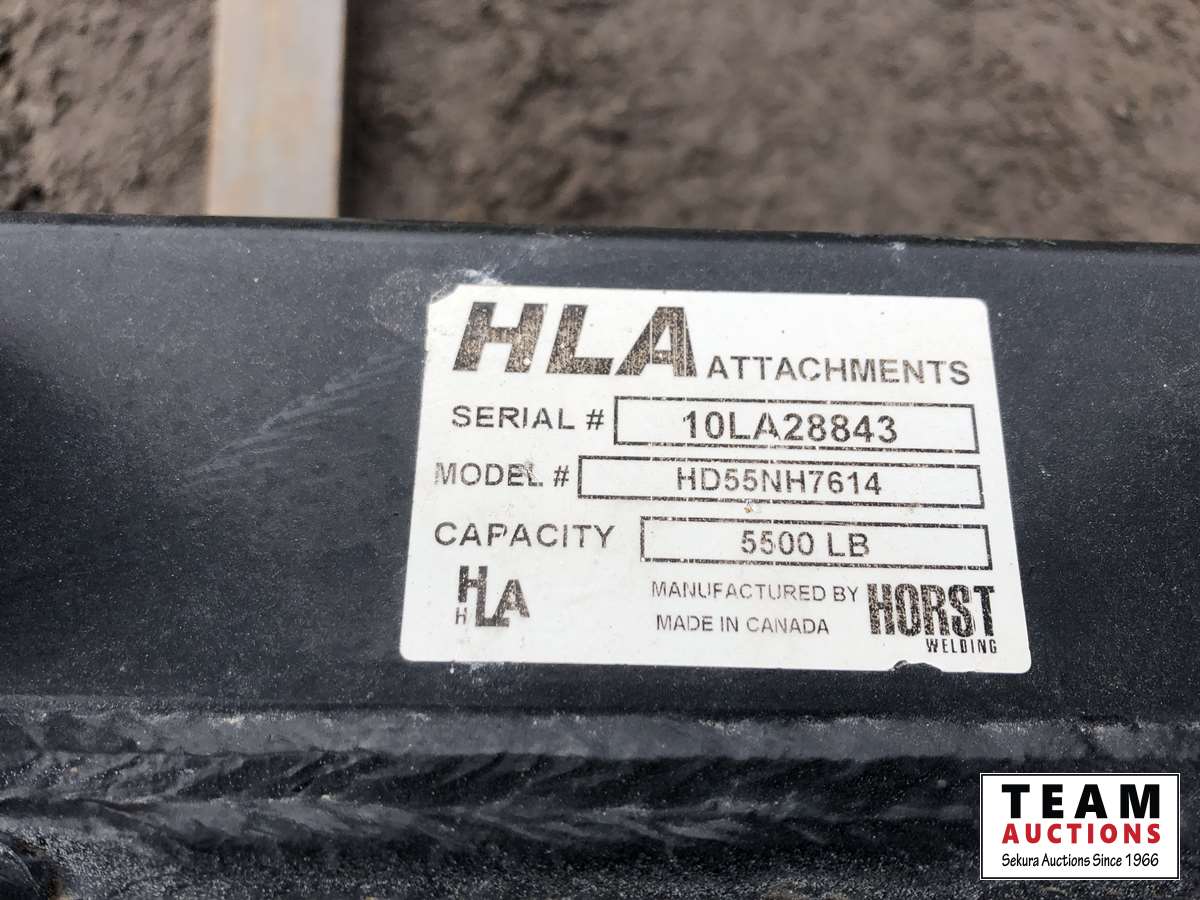 HLA ATTACHMENTS
SERIAL # 10LA28843
MODEL # HD55NH7614
CAPACITY 5500 LB
HLA
H
MANUFACTURED BY HORST
MADE IN CANADA WELDING
TEAM
AUCTIONS
Sekura Auctions Since 1966